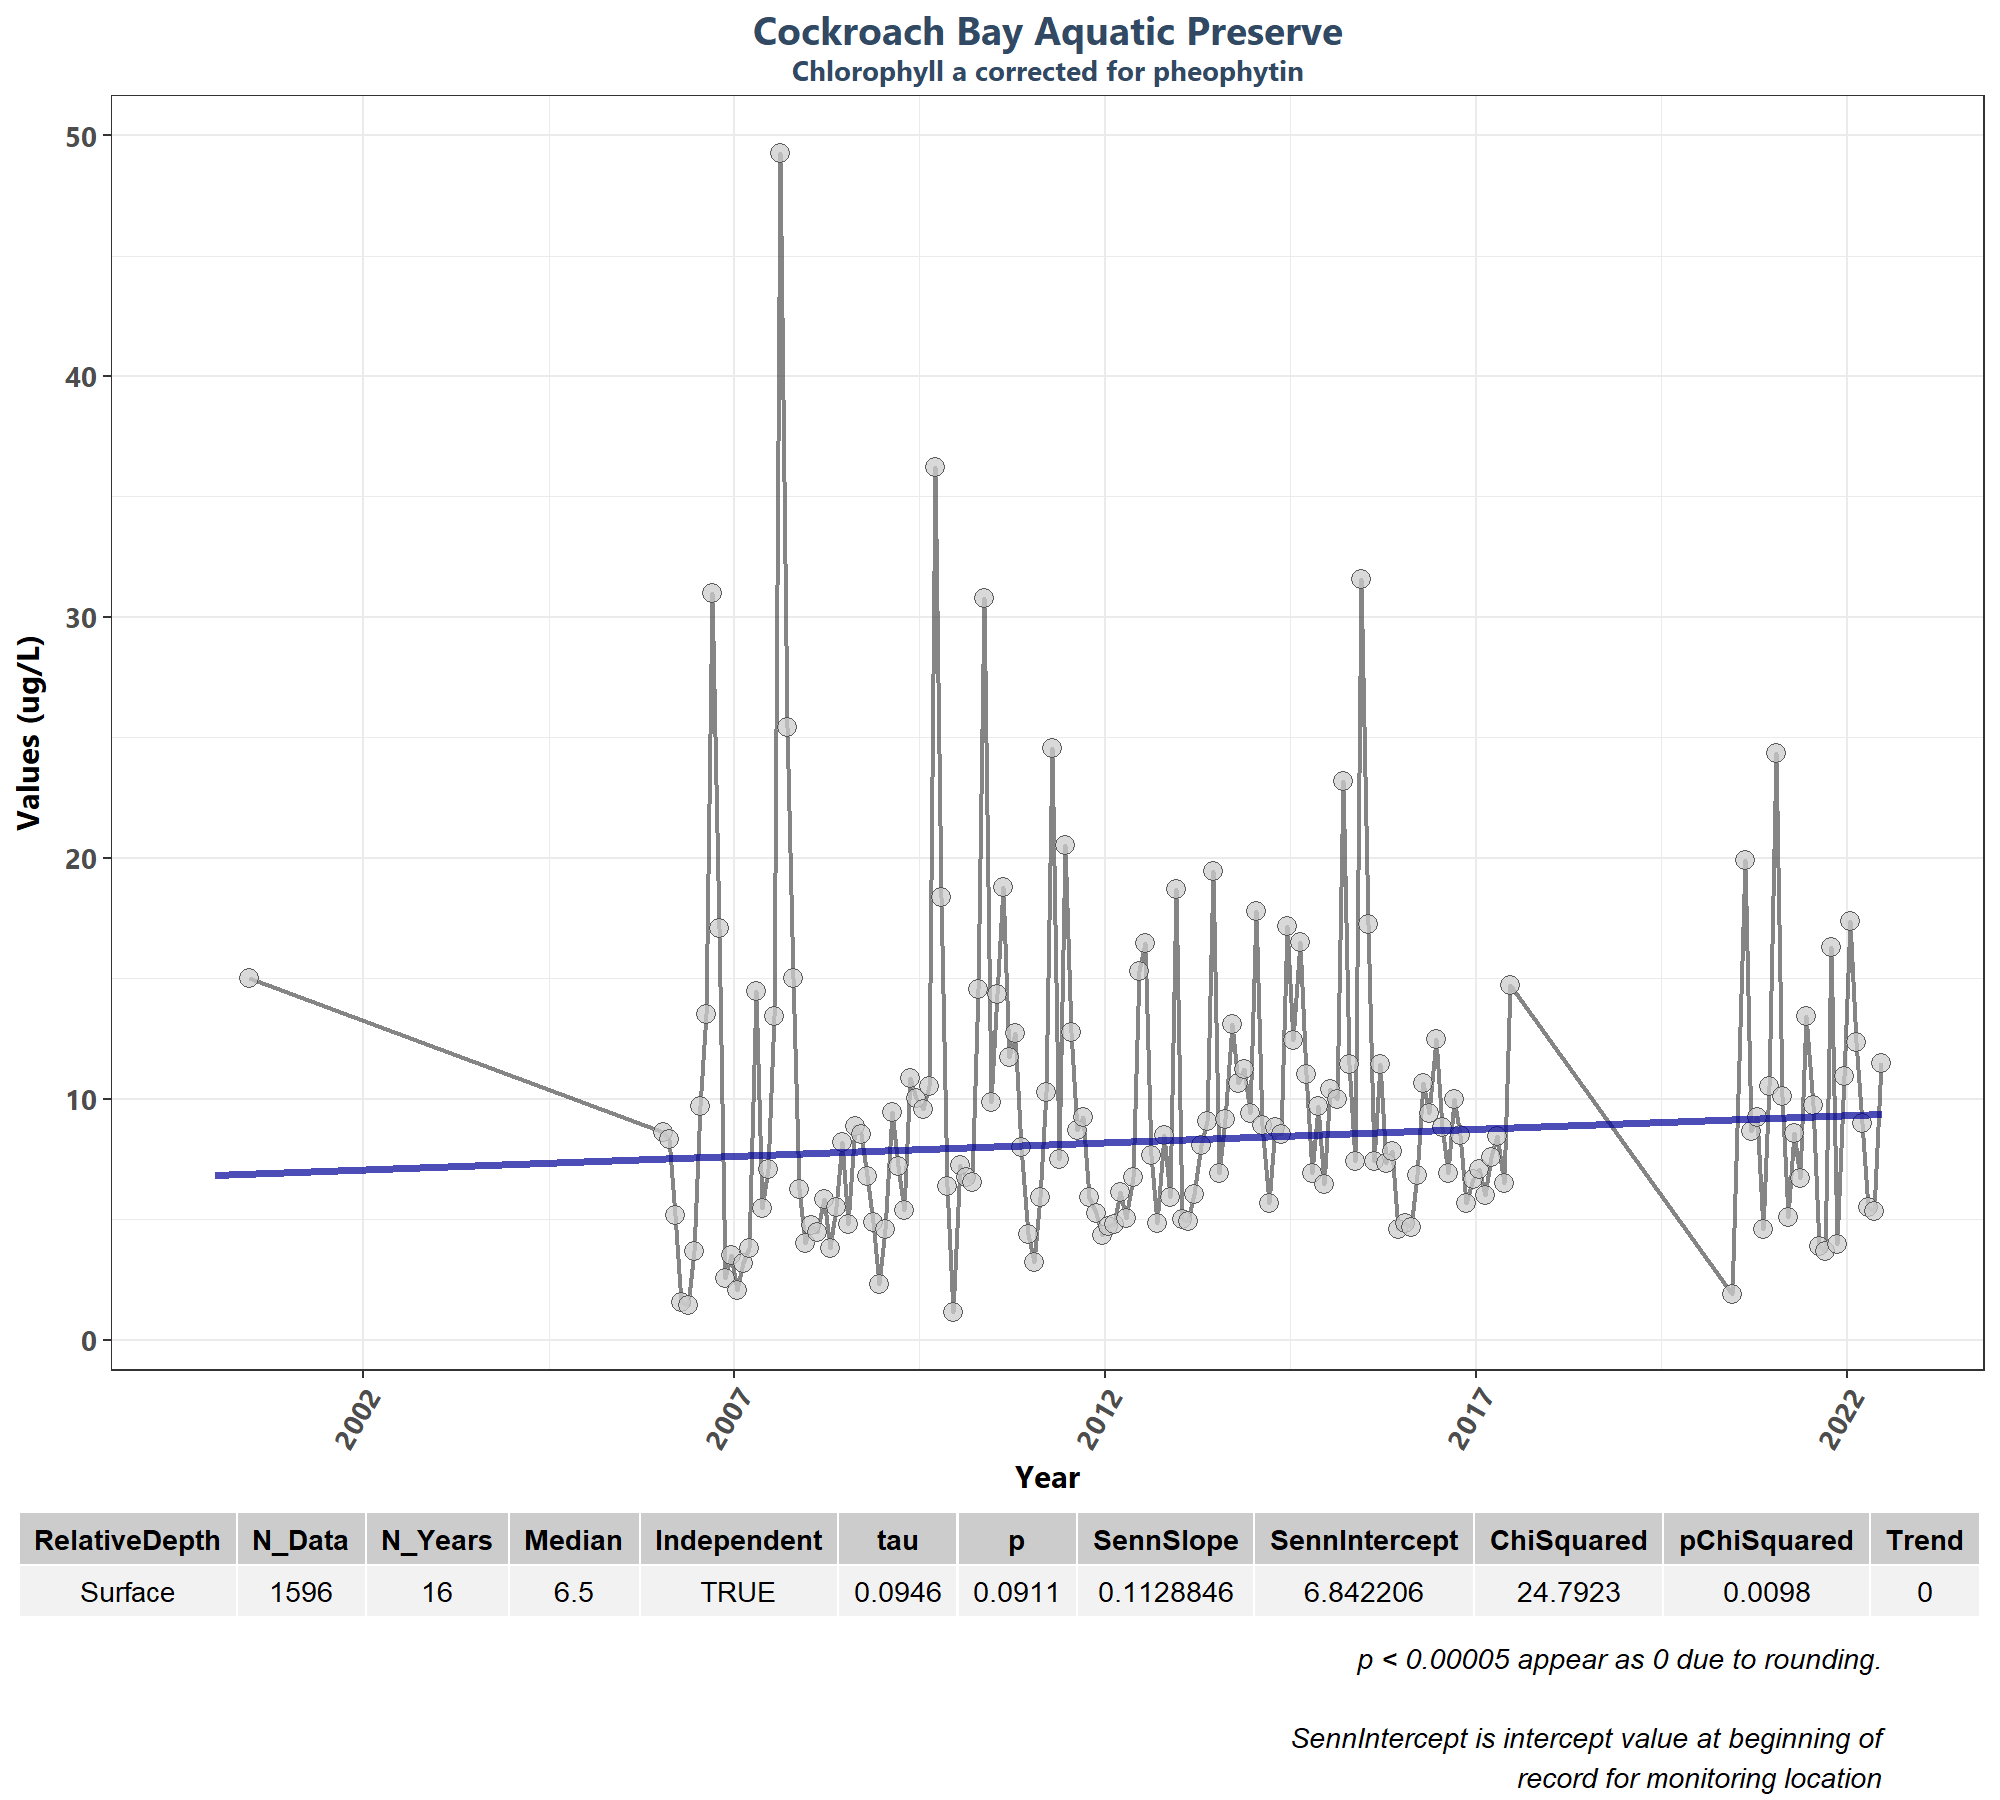 Cockroach Bay Aquatic Preserve
Chlorophyll a corrected for pheophytin
Values (ug/L)
50
40
30
20
10
0
2002 2007 2012 2017 2022
Year
RelativeDepth N_Data N_Years Median Independent tau p SennSlope SennIntercept ChiSquared pChiSquared Trend
Surface 1596 16 6.5 TRUE 0.0946 0.0911 0.1128846 6.842206 24.7923 0.0098 0
p < 0.00005 appear as 0 due to rounding.
SennIntercept is intercept value at beginning of
record for monitoring location